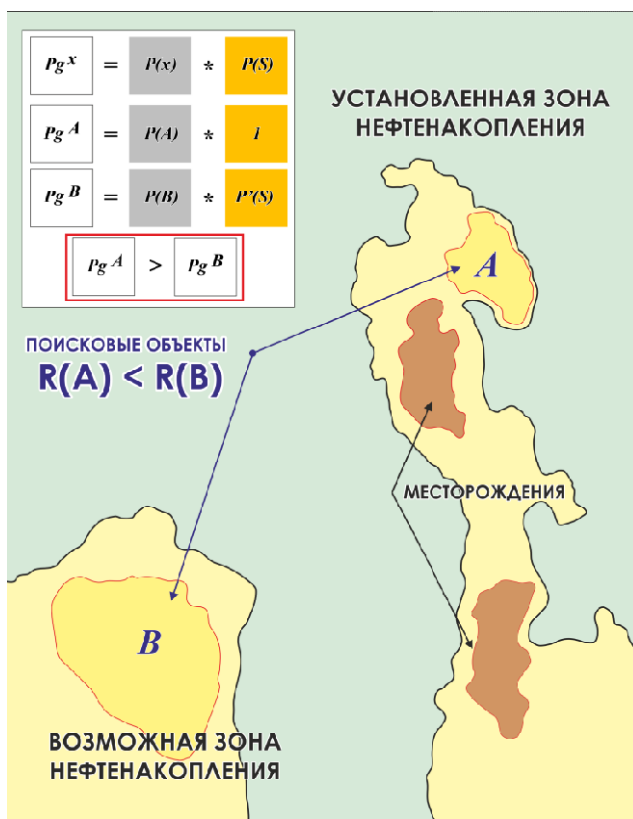 Pg x = P(x) * P(S)
Pg A = P(A) * 1
Pg B = P(B) * P'(S)
Pg A > Pg B
УСТАНОВЛЕННАЯ ЗОНА
НЕФТЕНАКОПЛЕНИЯ
A
ПОИСКОВЫЕ ОБЪЕКТЫ
R(A) < R(B)
МЕСТОРОЖДЕНИЯ
B
ВОЗМОЖНАЯ ЗОНА
НЕФТЕНАКОПЛЕНИЯ